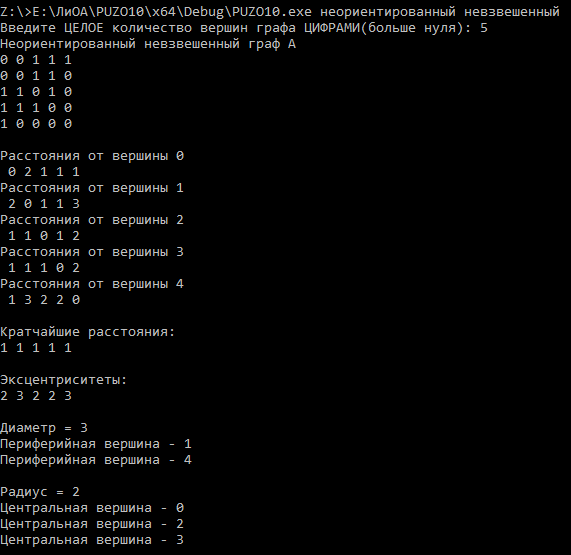 Z:\>E:\ЛиОА\PUZO10\x64\Debug\PUZO10.exe неориентированный невзвешенный
Введите ЦЕЛОЕ количество вершин графа ЦИФРАМИ(больше нуля): 5
Неориентированный невзвешенный граф A
0 0 1 1 1
0 0 1 1 0
1 1 0 1 0
1 1 1 0 0
1 0 0 0 0
Расстояния от вершины 0
0 2 1 1 1
Расстояния от вершины 1
2 0 1 1 3
Расстояния от вершины 2
1 1 0 1 2
Расстояния от вершины 3
1 1 1 0 2
Расстояния от вершины 4
1 3 2 2 0
Кратчайшие расстояния:
1 1 1 1 1
Эксцентриситеты:
2 3 2 2 3
Диаметр = 3
Периферийная вершина - 1
Периферийная вершина - 4
Радиус = 2
Центральная вершина - 0
Центральная вершина - 2
Центральная вершина - 3